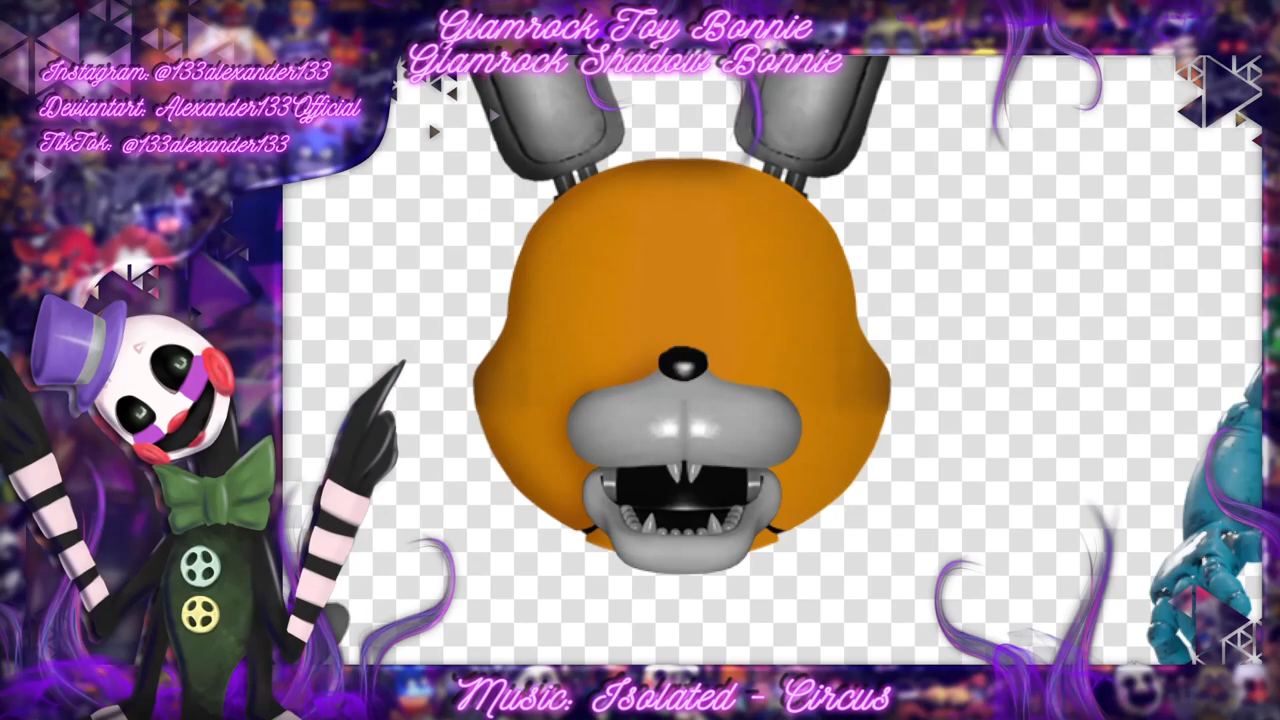 Glamrock Toy Bonnie
Glamrock Shadow Bonnie
Instagram: @133alexander133
Deviantart: Alexander133Official
TikTok: @133alexander133
Music: Isolated - Circus